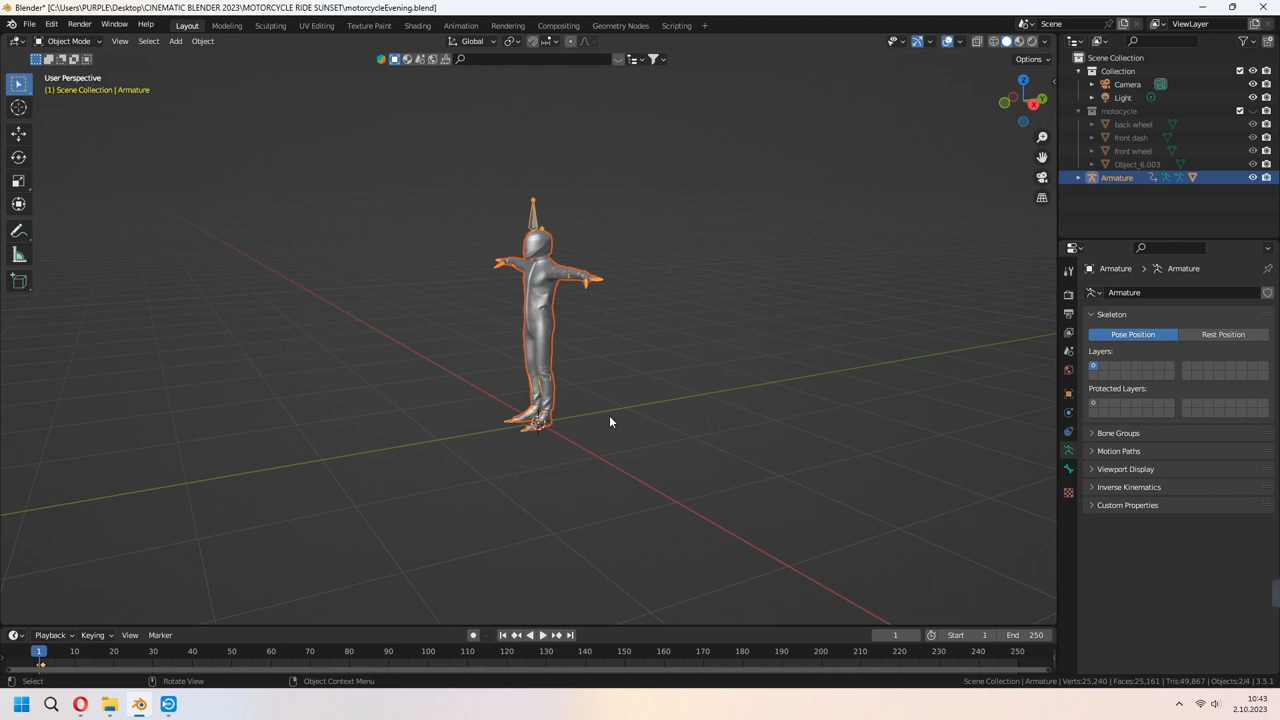 Blender* [C:\Users\PURPLE\Desktop\CINEMATIC BLENDER 2023\MOTORCYCLE RIDE SUNSET\motorcycleEvening.blend]
File Edit Render Window Help Layout Modeling Sculpting UV Editing Texture Paint Shading Animation Rendering Compositing Geometry Nodes Scripting + Scene ViewLayer
Object Mode View Select Add Object Global
Options
User Perspective
(1) Scene Collection | Armature
Z
Y
X
Scene Collection
Collection
Camera
Light
motocycle
back wheel
front dash
front wheel
Object_6.003
Armature
Armature > Armature
Armature
Skeleton
Pose Position Rest Position
Layers:
Protected Layers:
Bone Groups
Motion Paths
Viewport Display
Inverse Kinematics
Custom Properties
Playback Keying View Marker 1 Start 1 End 250
1 10 20 30 40 50 60 70 80 90 100 110 120 130 140 150 160 170 180 190 200 210 220 230 240 250
Select Rotate View Object Context Menu Scene Collection | Armature | Verts:25,240 | Faces:25,161 | Tris:49,867 | Objects:2/4 | 3.5.1
10:43
2.10.2023